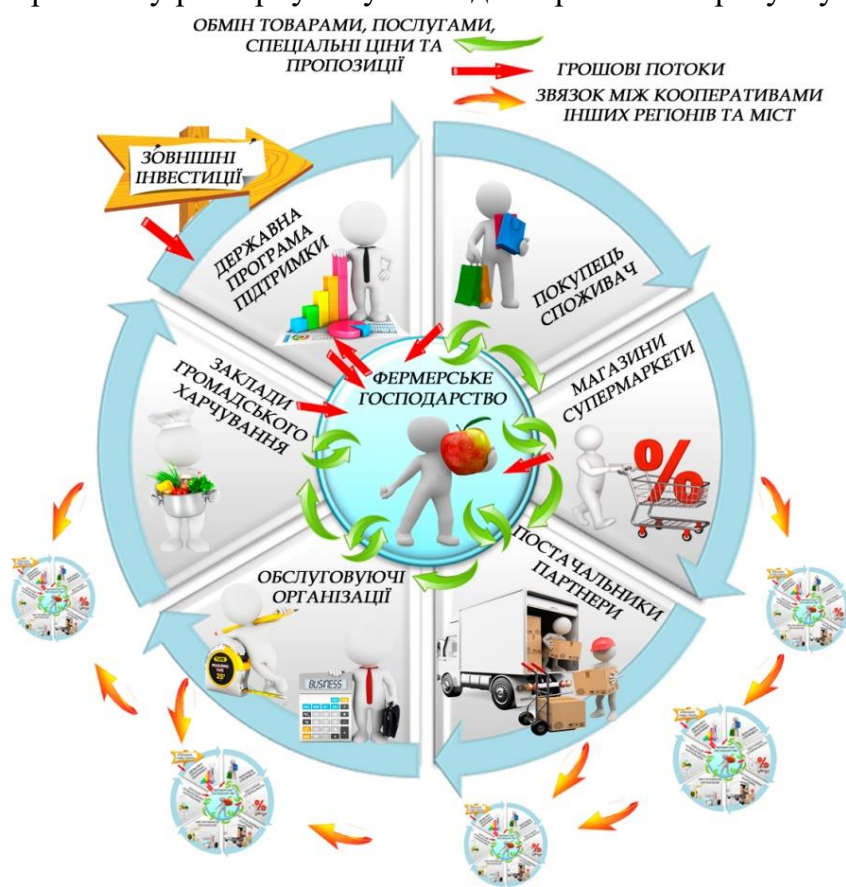 ОБМІН ТОВАРАМИ, ПОСЛУГАМИ,
СПЕЦІАЛЬНІ ЦІНИ ТА
ПРОПОЗИЦІЇ
ГРОШОВІ ПОТОКИ
ЗВЯЗОК МІЖ КООПЕРАТИВАМИ
ІНШИХ РЕГІОНІВ ТА МІСТ
ЗОВНІШНІ
ІНВЕСТИЦІЇ
ДЕРЖАВНА
ПРОГРАМА
ПІДТРИМКИ
ПОКУПЕЦЬ
СПОЖИВАЧ
ЗАКЛАДИ
ГРОМАДСЬКОГО
ХАРЧУВАННЯ
ФЕРМЕРСЬКЕ
ГОСПОДАРСТВО
МАГАЗИНИ
СУПЕРМАРКЕТИ
%
ОБСЛУГОВУЮЧІ
ОРГАНІЗАЦІЇ
ПОСТАЧАЛЬНИКИ
ПАРТНЕРИ
BUSINESS